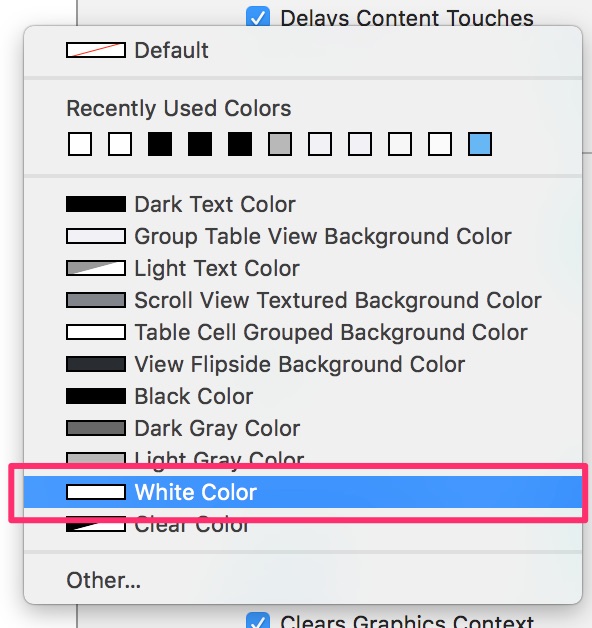 Delays Content Touches
Default
Recently Used Colors
Dark Text Color
Group Table View Background Color
Light Text Color
Scroll View Textured Background Color
Table Cell Grouped Background Color
View Flipside Background Color
Black Color
Dark Gray Color
Light Gray Color
White Color
Clear Color
Other...
Clears Graphics Context